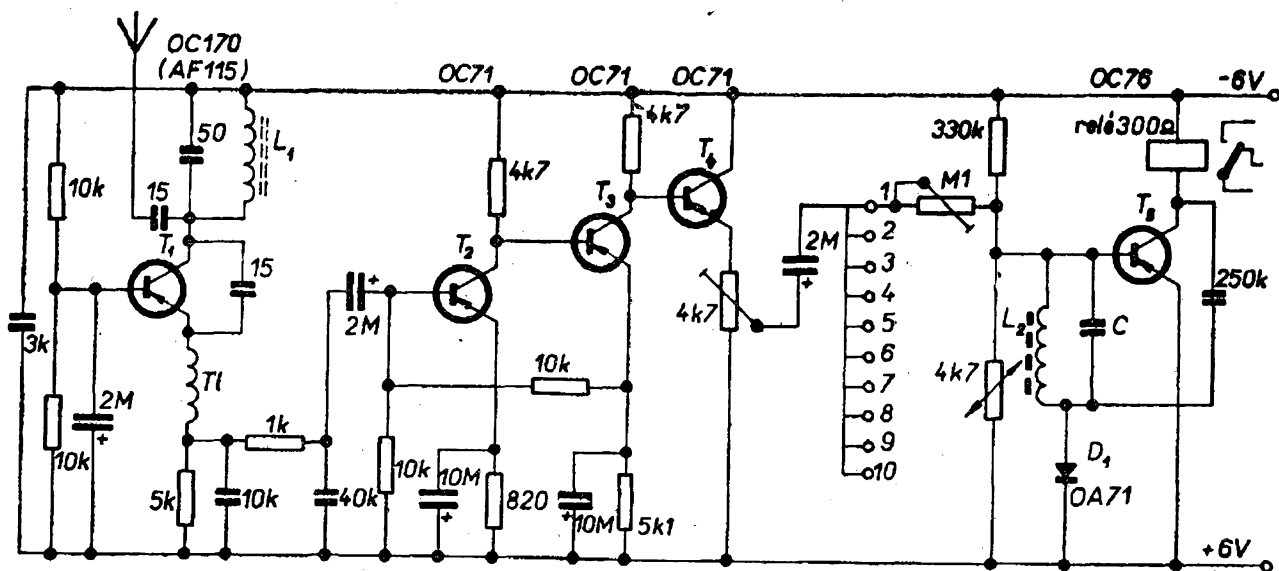 OC170
(AF115)
OC71
OC71
OC71
OC76
-6V
50
L1
4k7
330k
relé300Ω
10k
15
4k7
T4
1
M1
T1
T3
2
T5
15
T2
2M
3
4
250k
3k
2M
4k7
5
L2
C
6
10k
7
4k7
Tl
2M
8
1k
9
D1
10k
10k
10M
10
5k
10k
40k
820
10M
5k1
OA71
+6V